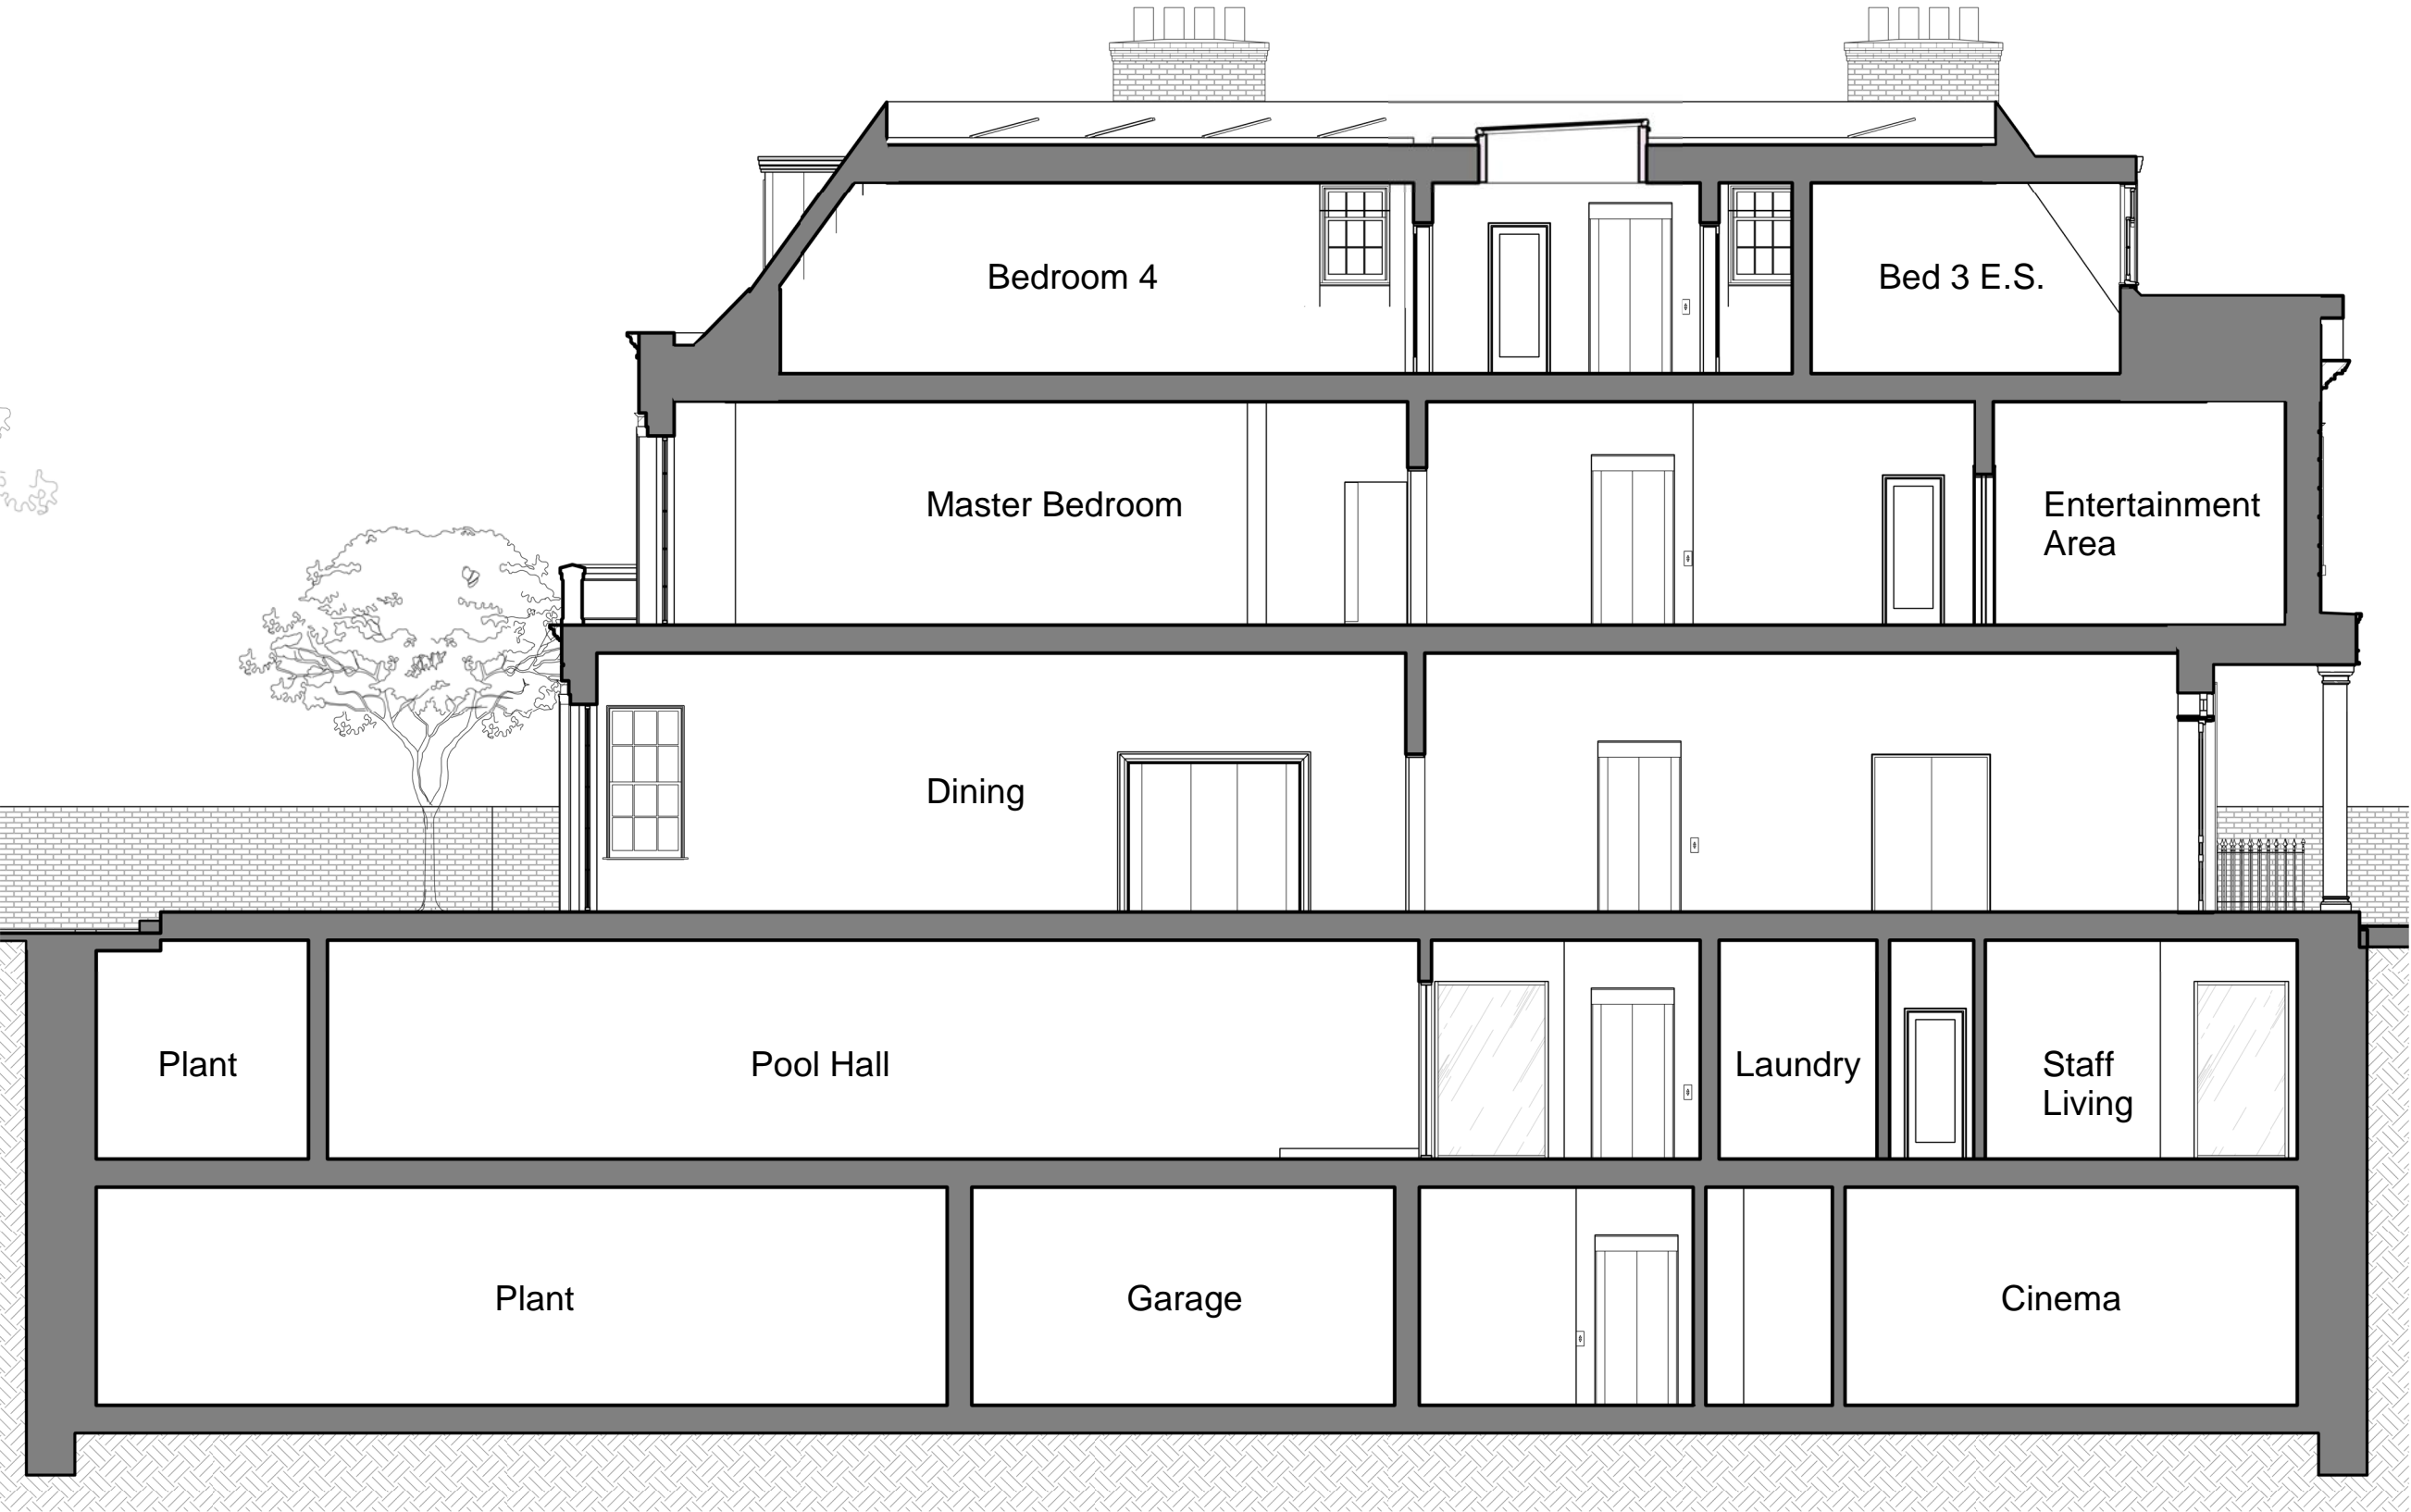 Bedroom 4
Bed 3 E.S.
Master Bedroom
Entertainment
Area
Dining
Plant
Pool Hall
Laundry
Staff
Living
Plant
Garage
Cinema